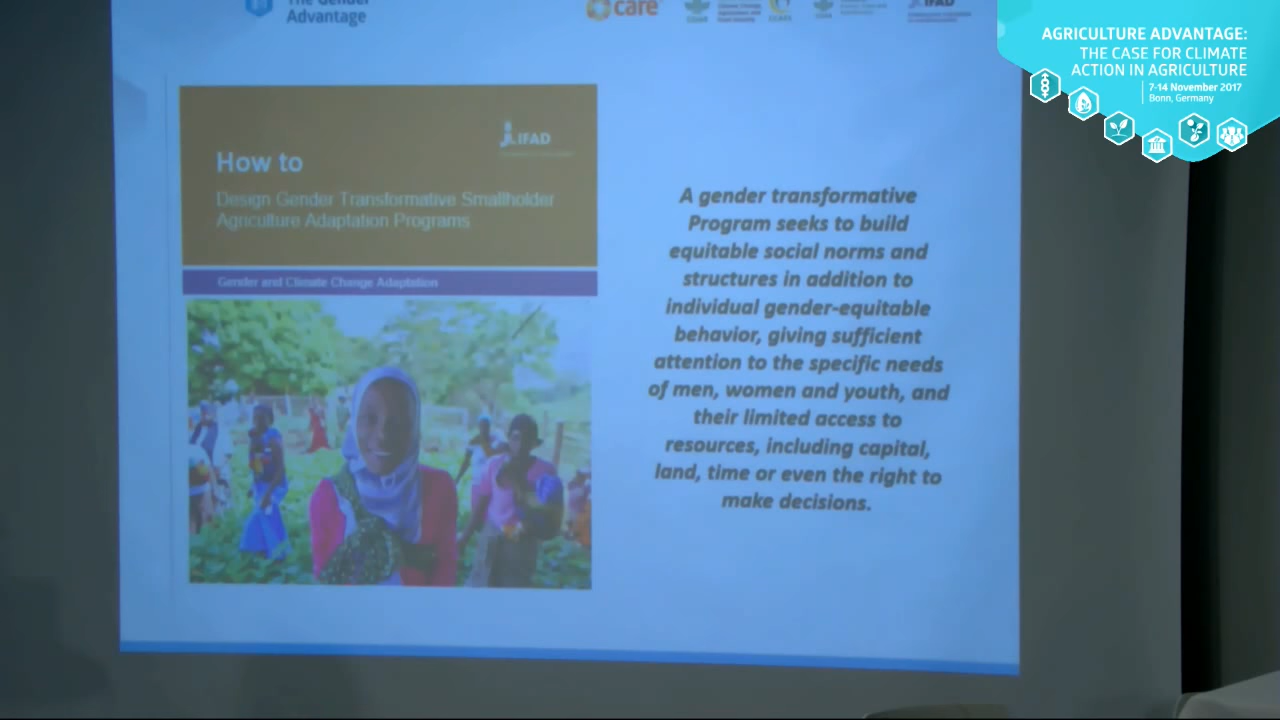 The Gender
Advantage
care
IFAD
AGRICULTURE ADVANTAGE:
THE CASE FOR CLIMATE
ACTION IN AGRICULTURE
7-14 November 2017
Bonn, Germany
IFAD
How to
Design Gender Transformative Smallholder
Agriculture Adaptation Programs
Gender and Climate Change Adaptation
A gender transformative
Program seeks to build
equitable social norms and
structures in addition to
individual gender-equitable
behavior, giving sufficient
attention to the specific needs
of men, women and youth, and
their limited access to
resources, including capital,
land, time or even the right to
make decisions.